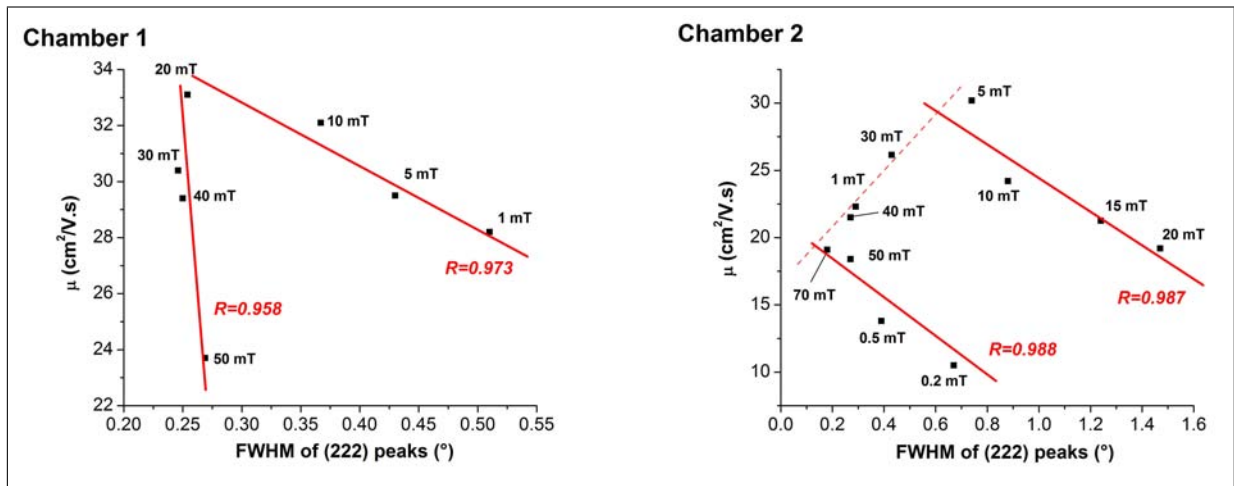 Chamber 1
34
32
30
28
26
24
22
μ (cm²/V.s)
20 mT
10 mT
30 mT
40 mT
5 mT
1 mT
50 mT
R=0.973
R=0.958
0.20 0.25 0.30 0.35 0.40 0.45 0.50 0.55
FWHM of (222) peaks (°)
Chamber 2
30
25
20
15
10
μ (cm²/V.s)
5 mT
30 mT
1 mT
10 mT
40 mT
15 mT
20 mT
50 mT
70 mT
0.5 mT
0.2 mT
R=0.987
R=0.988
0.0 0.2 0.4 0.6 0.8 1.0 1.2 1.4 1.6
FWHM of (222) peaks (°)